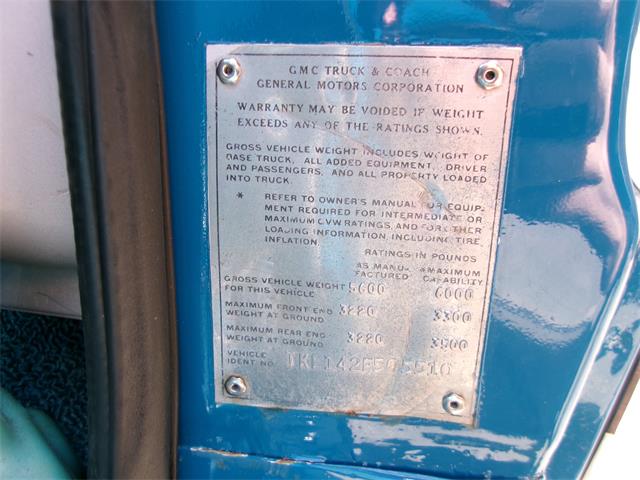 GMC TRUCK & COACH
GENERAL MOTORS CORPORATION
WARRANTY MAY BE VOIDED IF WEIGHT
EXCEEDS ANY OF THE RATINGS SHOWN.
GROSS VEHICLE WEIGHT INCLUDES WEIGHT OF
BASE TRUCK, ALL ADDED EQUIPMENT, DRIVER
AND PASSENGERS, AND ALL PROPERTY LOADED
INTO TRUCK.
* REFER TO OWNER'S MANUAL FOR EQUIP-
MENT REQUIRED FOR INTERMEDIATE OR
MAXIMUM GVW RATINGS, AND FURTHER
LOADING INFORMATION INCLUDING TIRE
INFLATION.
RATINGS IN POUNDS
AS MANU- *MAXIMUM
FACTURED CAPABILITY
GROSS VEHICLE WEIGHT 5600 6000
FOR THIS VEHICLE
MAXIMUM FRONT END 3220 3300
WEIGHT AT GROUND
MAXIMUM REAR END 3220 3500
WEIGHT AT GROUND
VEHICLE
IDENT NO.